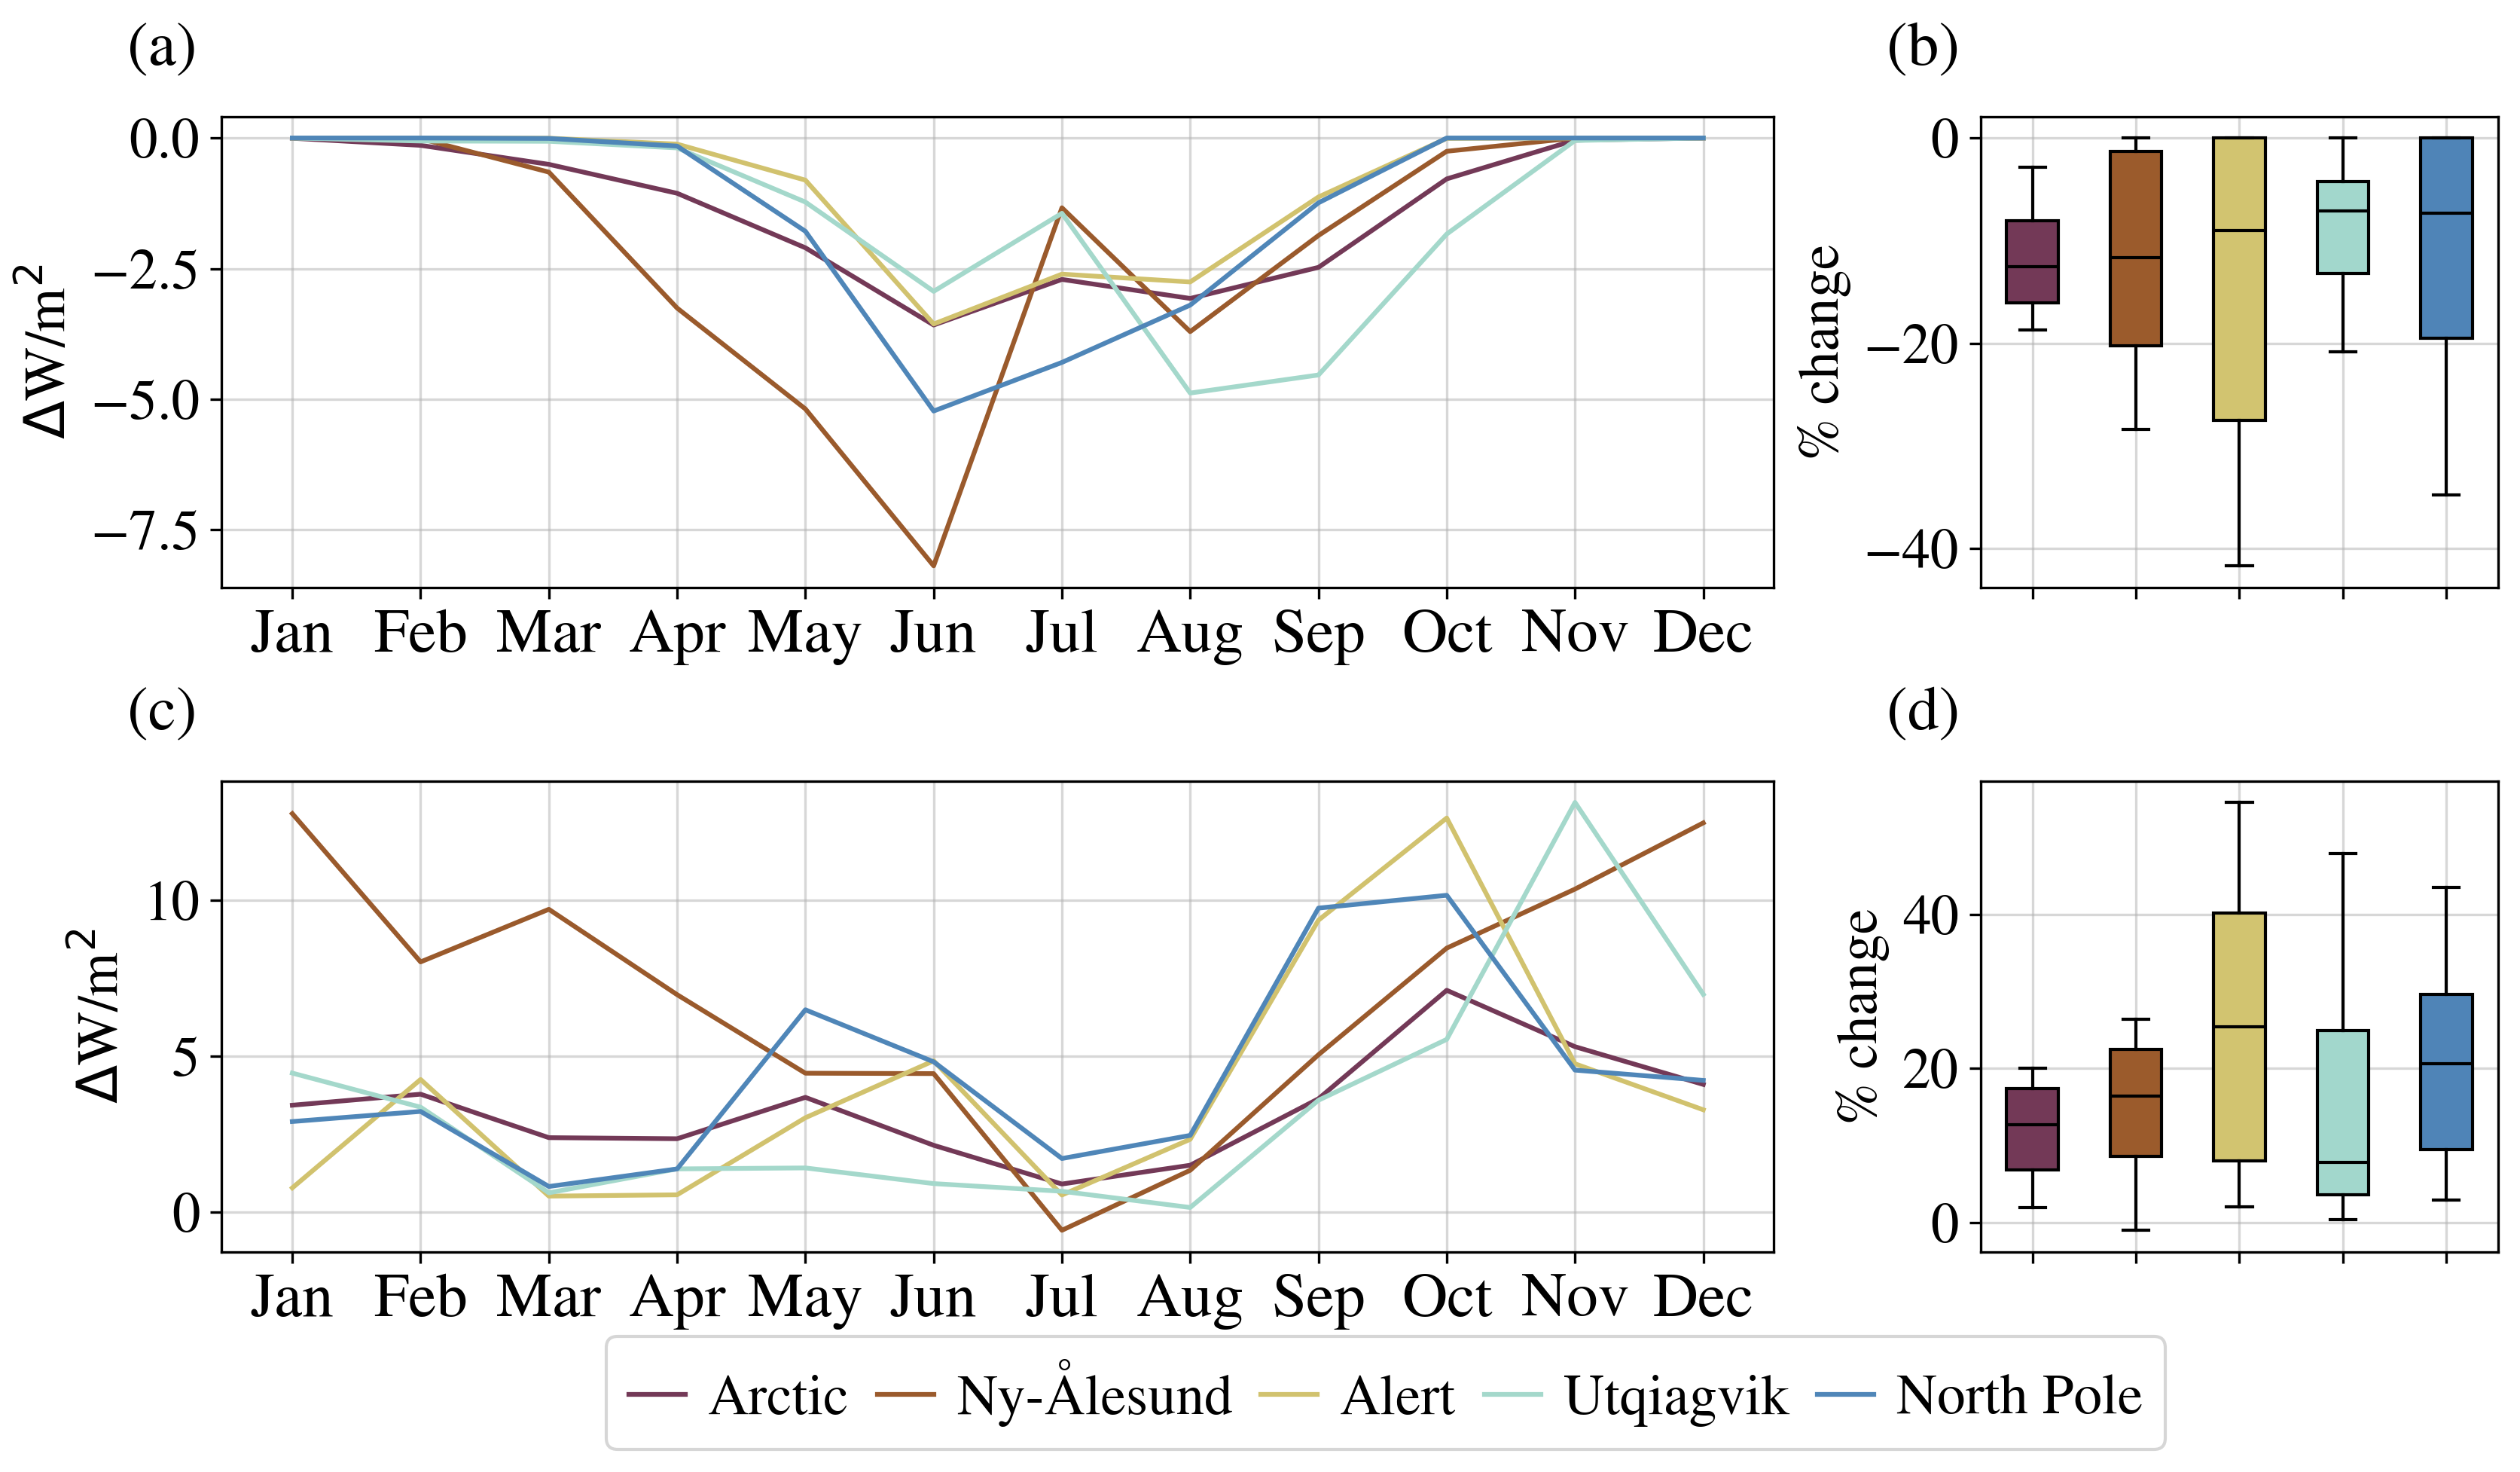 (a)
ΔW/m²
0.0
−2.5
−5.0
−7.5
Jan Feb Mar Apr May Jun Jul Aug Sep Oct Nov Dec
(b)
% change
0
−20
−40
(c)
ΔW/m²
10
5
0
Jan Feb Mar Apr May Jun Jul Aug Sep Oct Nov Dec
(d)
% change
40
20
0
Arctic Ny-Ålesund Alert Utqiagvik North Pole